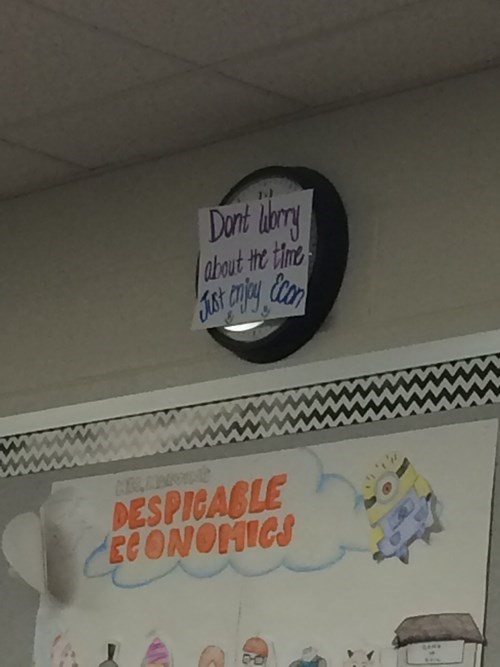 Dont Worry
about the time
Just enjoy Econ
DESPICABLE
ECONOMICS